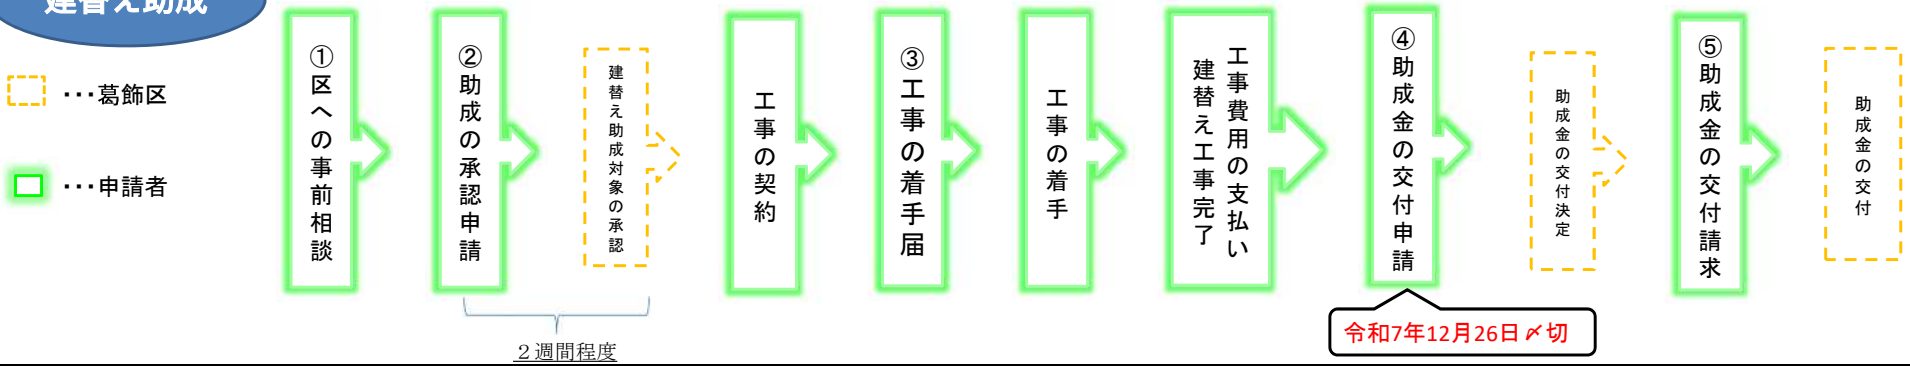 建替え助成
・・・葛飾区
・・・申請者
①区への事前相談
②助成の承認申請
建替え助成対象の承認
２週間程度
工事の契約
③工事の着手届
工事の着手
工事費用の支払い
建替え工事完了
④助成金の交付申請
令和7年12月26日〆切
助成金の交付決定
⑤助成金の交付請求
助成金の交付